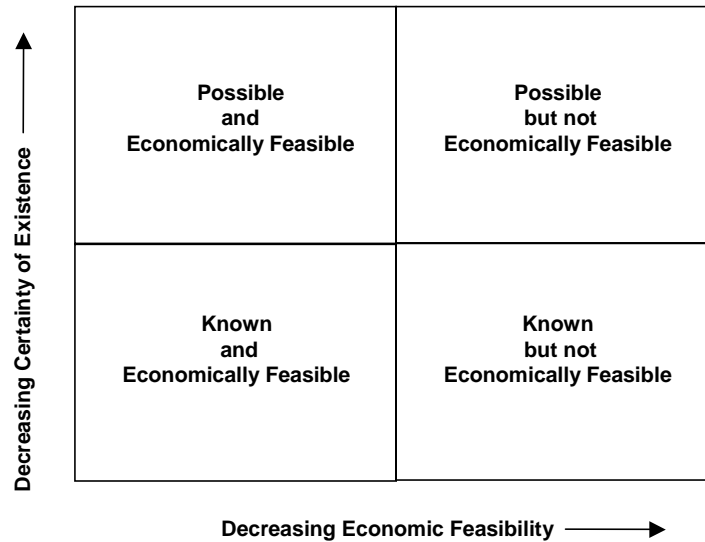 Possible
and
Economically Feasible
Possible
but not
Economically Feasible
Known
and
Economically Feasible
Known
but not
Economically Feasible
Decreasing Certainty of Existence
Decreasing Economic Feasibility